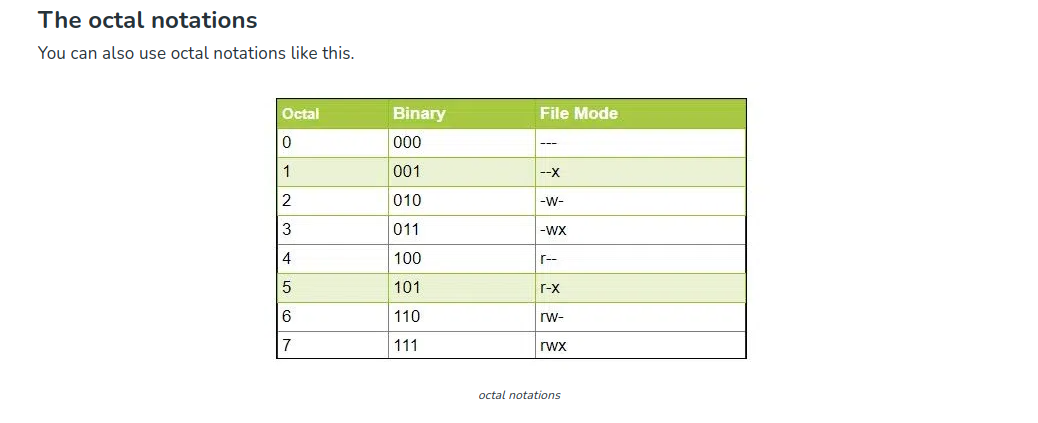 The octal notations
You can also use octal notations like this.
Octal Binary File Mode
0 000 ---
1 001 --x
2 010 -w-
3 011 -wx
4 100 r--
5 101 r-x
6 110 rw-
7 111 rwx
octal notations